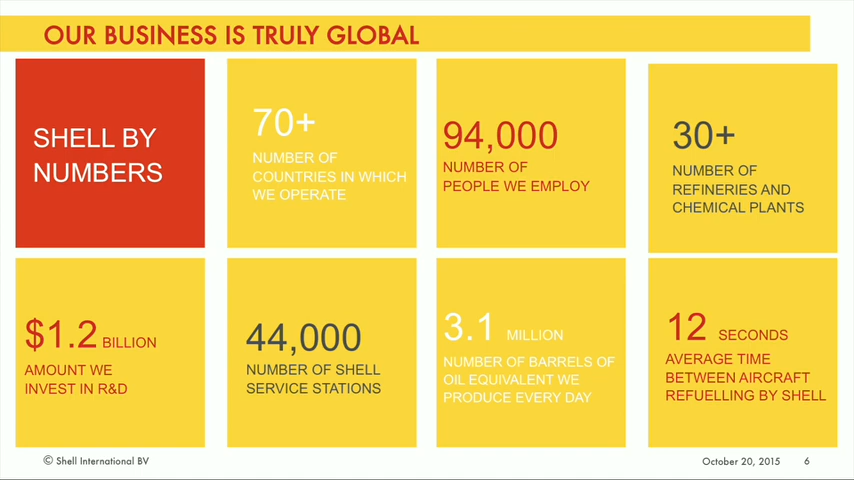 OUR BUSINESS IS TRULY GLOBAL
SHELL BY
NUMBERS
70+
NUMBER OF
COUNTRIES IN WHICH
WE OPERATE
94,000
NUMBER OF
PEOPLE WE EMPLOY
30+
NUMBER OF
REFINERIES AND
CHEMICAL PLANTS
$1.2 BILLION
AMOUNT WE
INVEST IN R&D
44,000
NUMBER OF SHELL
SERVICE STATIONS
3.1 MILLION
NUMBER OF BARRELS OF
OIL EQUIVALENT WE
PRODUCE EVERY DAY
12 SECONDS
AVERAGE TIME
BETWEEN AIRCRAFT
REFUELLING BY SHELL
© Shell International BV
October 20, 2015 6